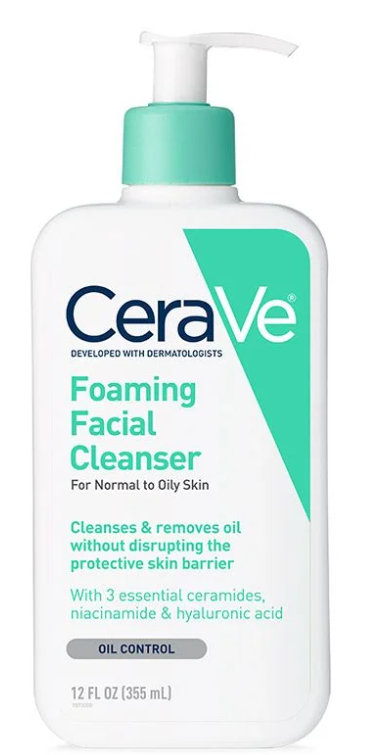 CeraVe®
DEVELOPED WITH DERMATOLOGISTS
Foaming
Facial
Cleanser
For Normal to Oily Skin
Cleanses & removes oil
without disrupting the
protective skin barrier
With 3 essential ceramides,
niacinamide & hyaluronic acid
OIL CONTROL
12 FL OZ (355 mL)